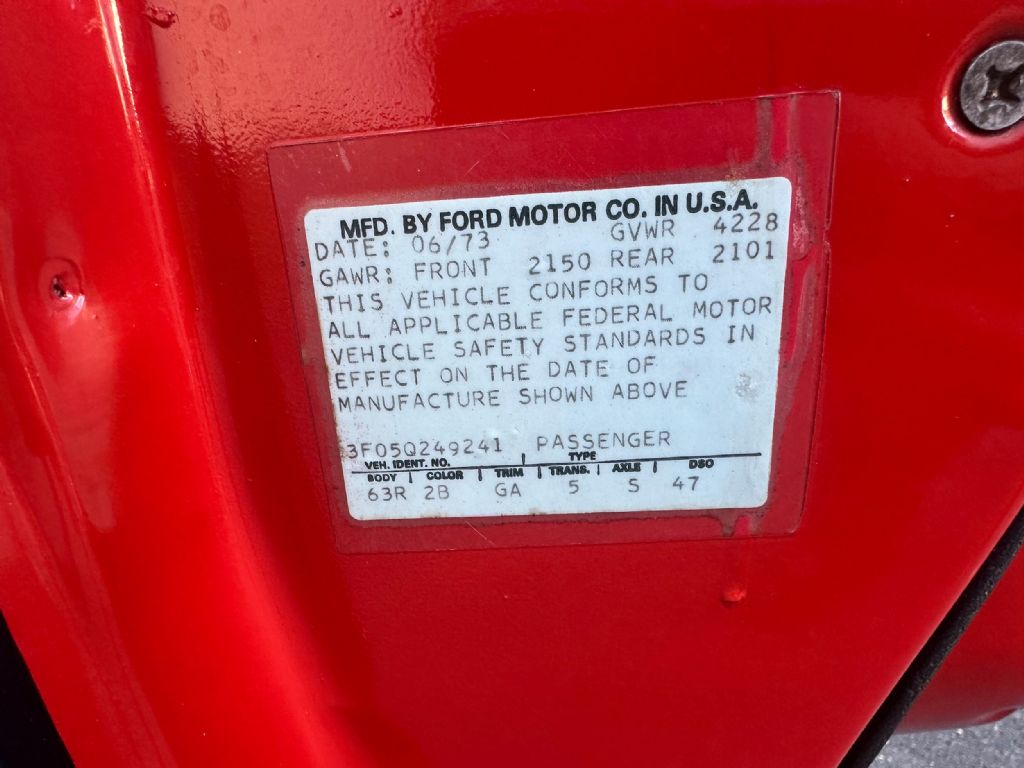 MFD. BY FORD MOTOR CO. IN U.S.A.
DATE: 06/73 GVWR 4228
GAWR: FRONT 2150 REAR 2101
THIS VEHICLE CONFORMS TO
ALL APPLICABLE FEDERAL MOTOR
VEHICLE SAFETY STANDARDS IN
EFFECT ON THE DATE OF
MANUFACTURE SHOWN ABOVE
3F05Q249241 PASSENGER
VEH. IDENT. NO. TYPE
BODY | COLOR | TRIM | TRANS. | AXLE | DSO
63R 2B GA 5 S 47